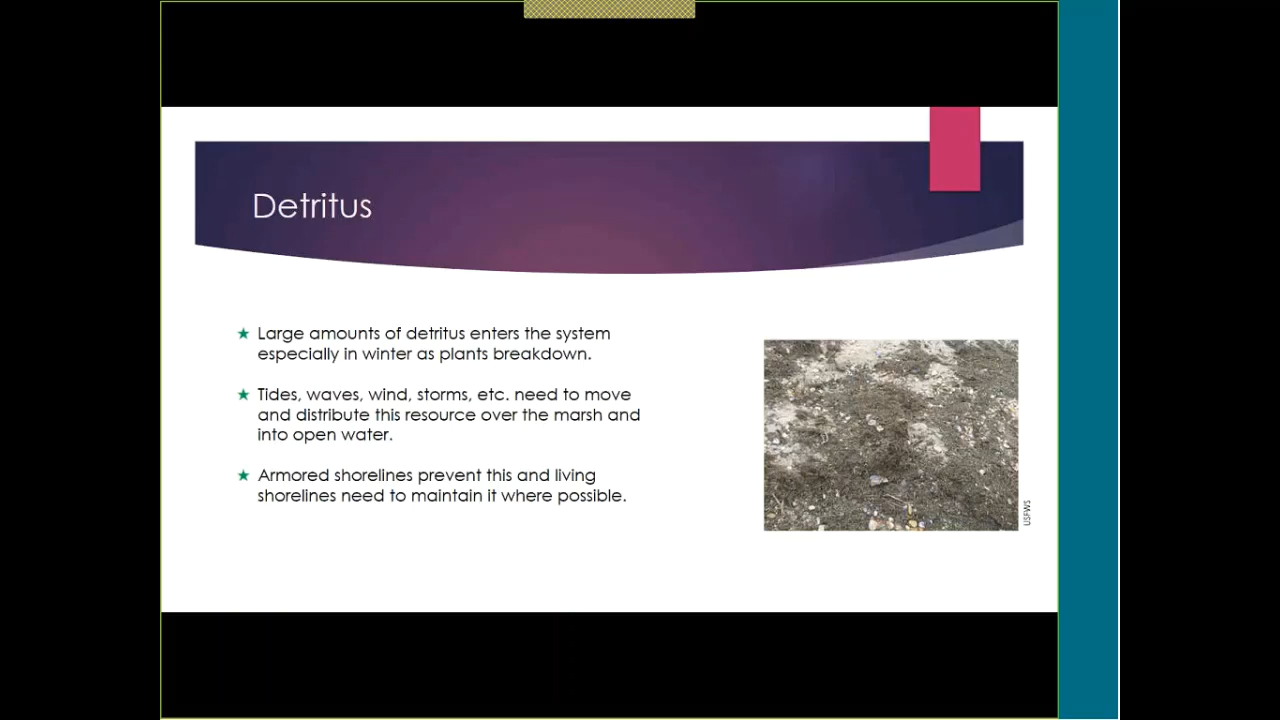 Detritus
Large amounts of detritus enters the system
especially in winter as plants breakdown.
Tides, waves, wind, storms, etc. need to move
and distribute this resource over the marsh and
into open water.
Armored shorelines prevent this and living
shorelines need to maintain it where possible.
USFWS